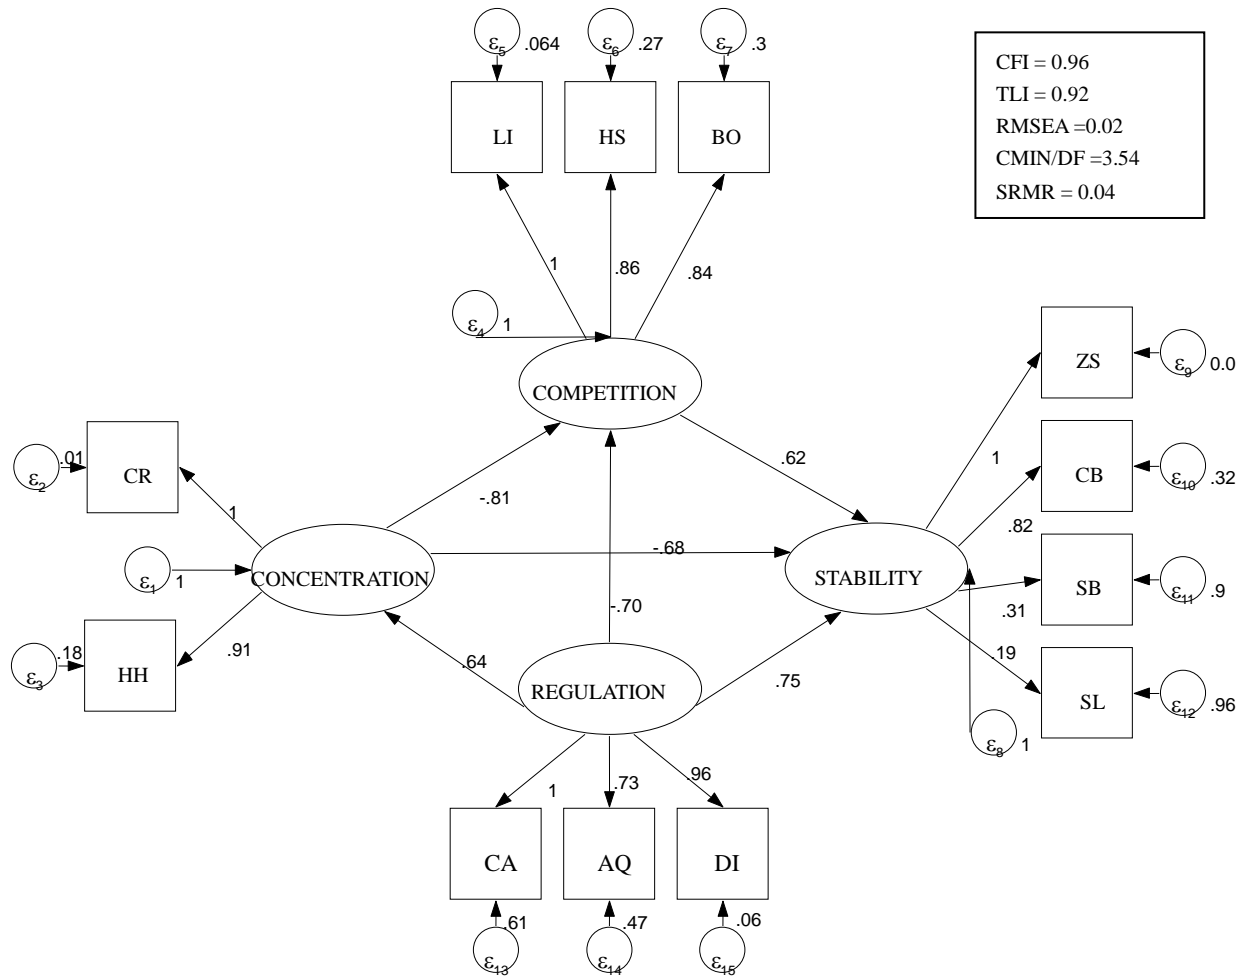 ε5 .064
ε6 .27
ε7 .3
LI
HS
BO
CFI = 0.96
TLI = 0.92
RMSEA =0.02
CMIN/DF =3.54
SRMR = 0.04
1
.86
.84
ε4 1
COMPETITION
ZS
ε9 0.0
1
CB
ε10 .32
.82
SB
ε11 .9
.31
SL
ε12 .96
.19
.62
-.81
-.68
ε2 .01
CR
1
ε1 1
CONCENTRATION
STABILITY
ε8 1
ε3 .18
HH
.91
-.70
.64
REGULATION
.75
1
.73
.96
CA
AQ
DI
ε13 .61
ε14 .47
ε15 .06